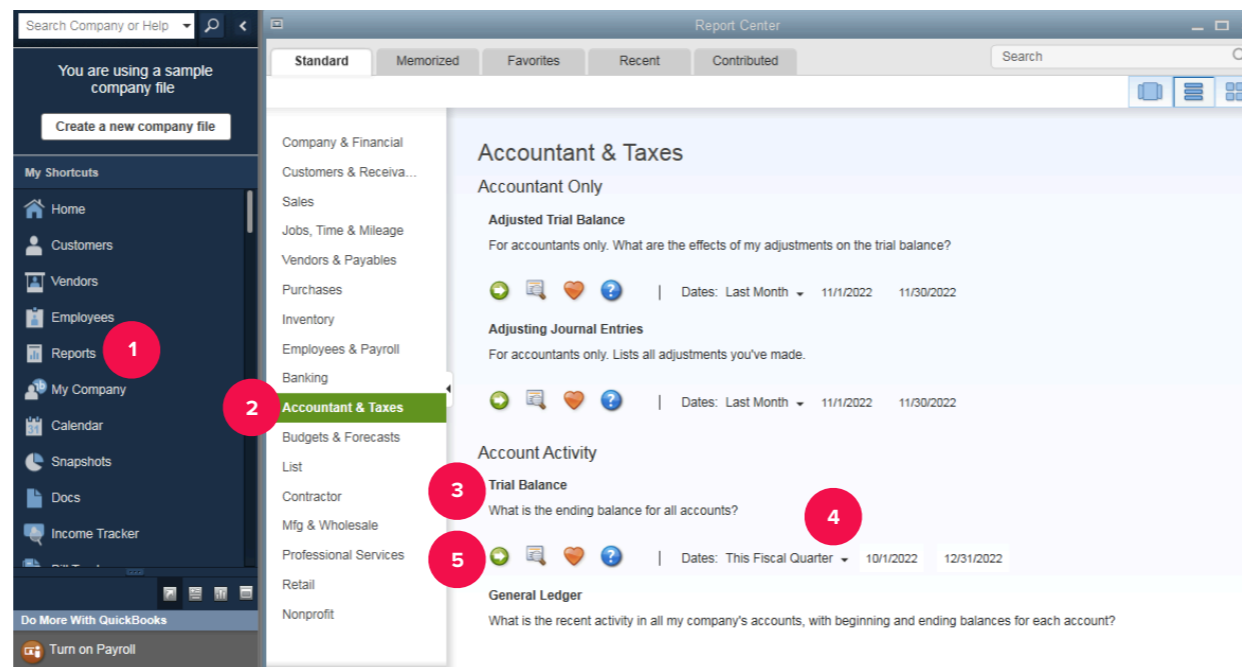 Search Company or Help
Report Center
You are using a sample
company file
Create a new company file
My Shortcuts
Home
Customers
Vendors
Employees
Reports
1
My Company
Calendar
Snapshots
Docs
Income Tracker
Do More With QuickBooks
Turn on Payroll
Standard
Memorized
Favorites
Recent
Contributed
Search
Company & Financial
Customers & Receiva...
Sales
Jobs, Time & Mileage
Vendors & Payables
Purchases
Inventory
Employees & Payroll
Banking
2
Accountant & Taxes
Budgets & Forecasts
List
Contractor
Mfg & Wholesale
Professional Services
Retail
Nonprofit
Accountant & Taxes
Accountant Only
Adjusted Trial Balance
For accountants only. What are the effects of my adjustments on the trial balance?
Dates: Last Month 11/1/2022 11/30/2022
Adjusting Journal Entries
For accountants only. Lists all adjustments you've made.
Dates: Last Month 11/1/2022 11/30/2022
Account Activity
3
Trial Balance
What is the ending balance for all accounts?
4
5
Dates: This Fiscal Quarter 10/1/2022 12/31/2022
General Ledger
What is the recent activity in all my company's accounts, with beginning and ending balances for each account?